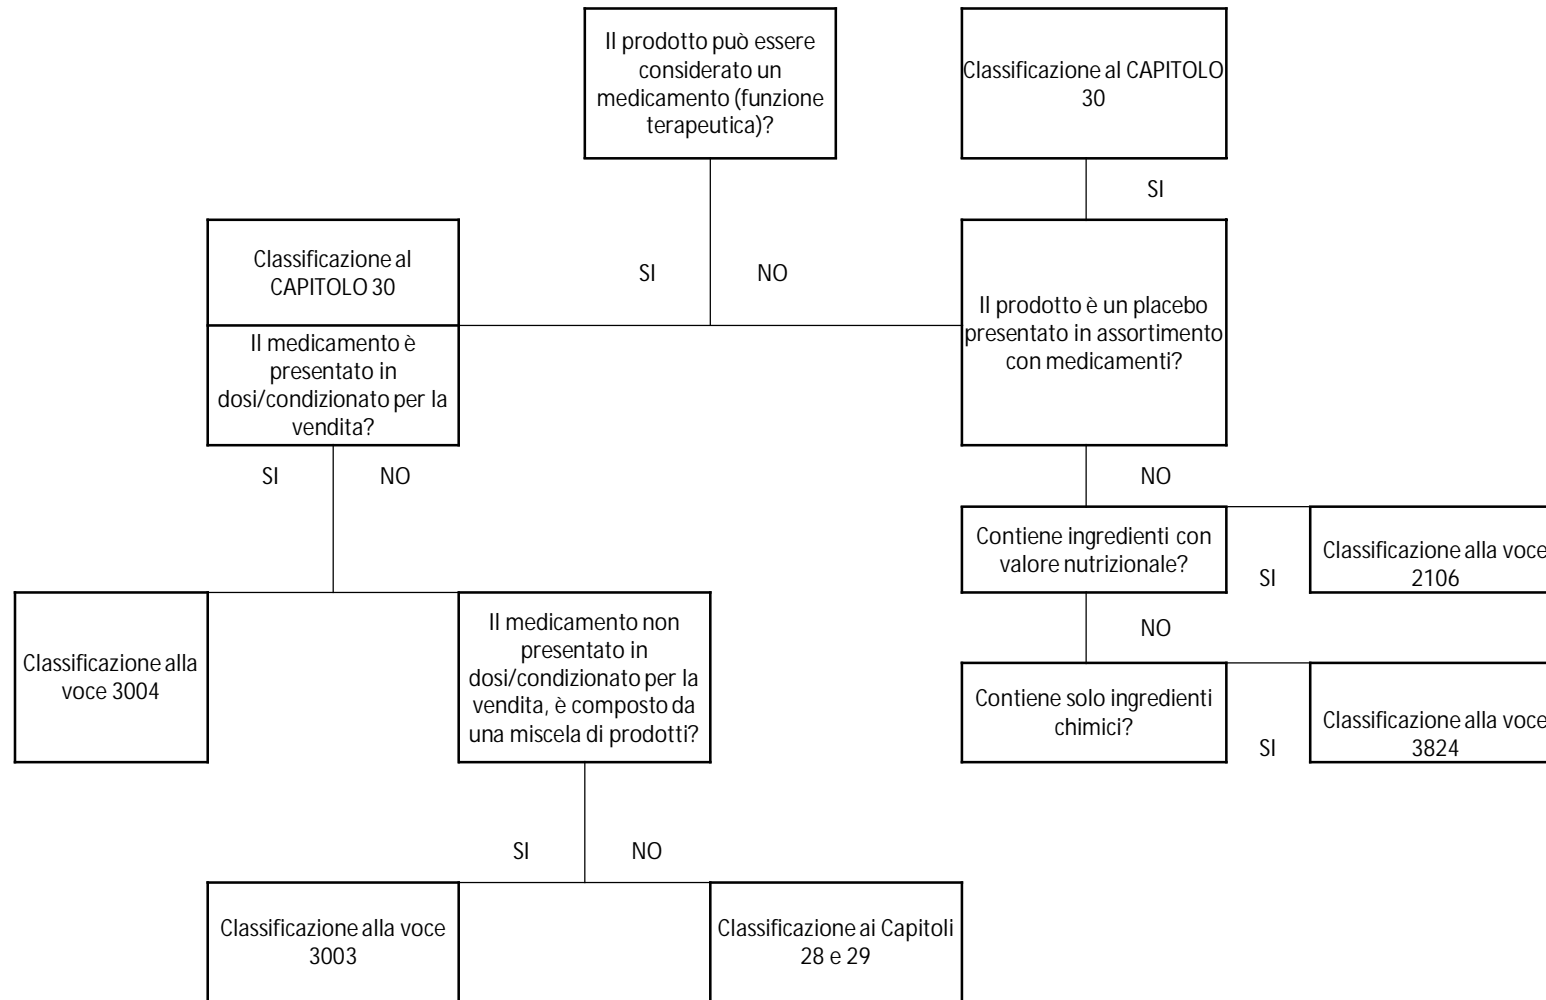 Il prodotto può essere
considerato un
medicamento (funzione
terapeutica)?
Classificazione al CAPITOLO
30
SI
Classificazione al
CAPITOLO 30
SI
NO
Il prodotto è un placebo
presentato in assortimento
con medicamenti?
Il medicamento è
presentato in
dosi/condizionato per la
vendita?
SI
NO
NO
Contiene ingredienti con
valore nutrizionale?
SI
Classificazione alla voce
2106
Classificazione alla
voce 3004
Il medicamento non
presentato in
dosi/condizionato per la
vendita, è composto da
una miscela di prodotti?
NO
Contiene solo ingredienti
chimici?
SI
Classificazione alla voce
3824
SI
NO
Classificazione alla voce
3003
Classificazione ai Capitoli
28 e 29